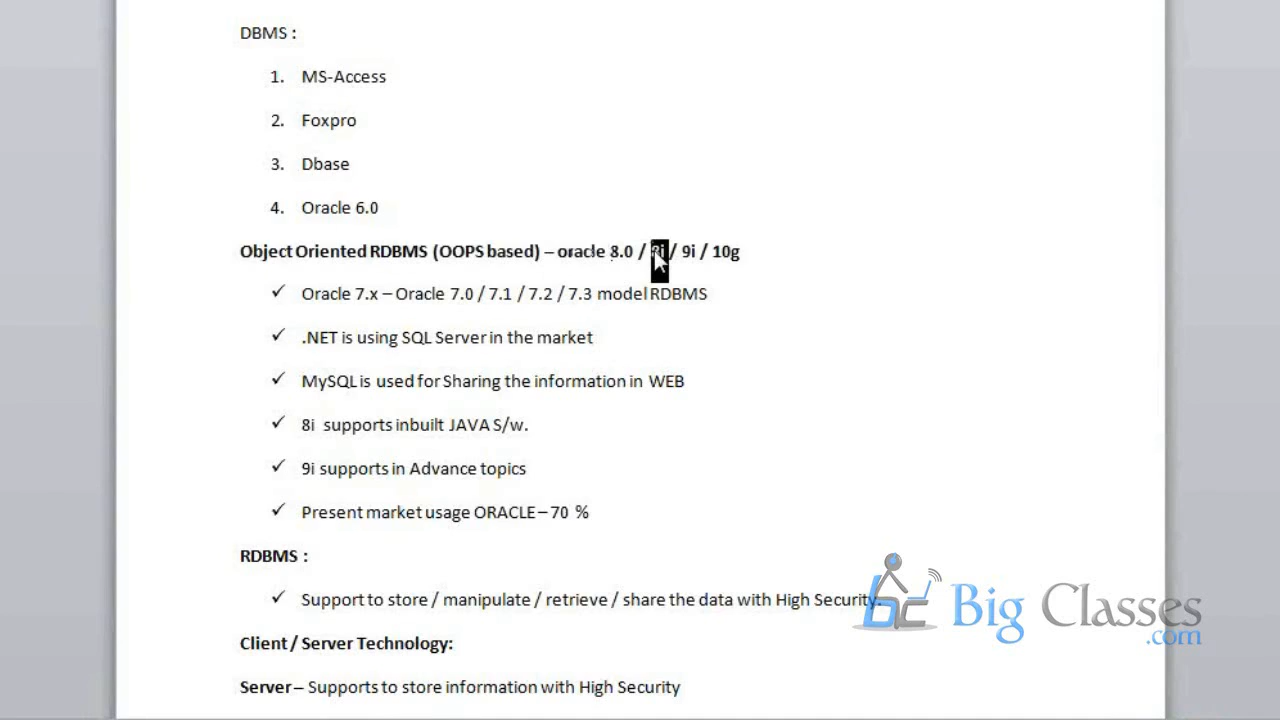 DBMS :
1. MS-Access
2. Foxpro
3. Dbase
4. Oracle 6.0
Object Oriented RDBMS (OOPS based) – oracle 8.0 / 8i / 9i / 10g
✓ Oracle 7.x – Oracle 7.0 / 7.1 / 7.2 / 7.3 model RDBMS
✓ .NET is using SQL Server in the market
✓ MySQL is used for Sharing the information in WEB
✓ 8i supports inbuilt JAVA S/w.
✓ 9i supports in Advance topics
✓ Present market usage ORACLE – 70 %
RDBMS :
✓ Support to store / manipulate / retrieve / share the data with High Security.
bc Big Classes
.com
Client / Server Technology:
Server – Supports to store information with High Security